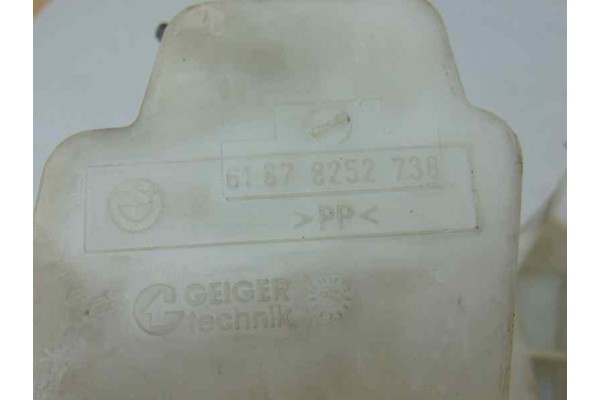 61.67 8252 738
>PP<
GEIGER
technik